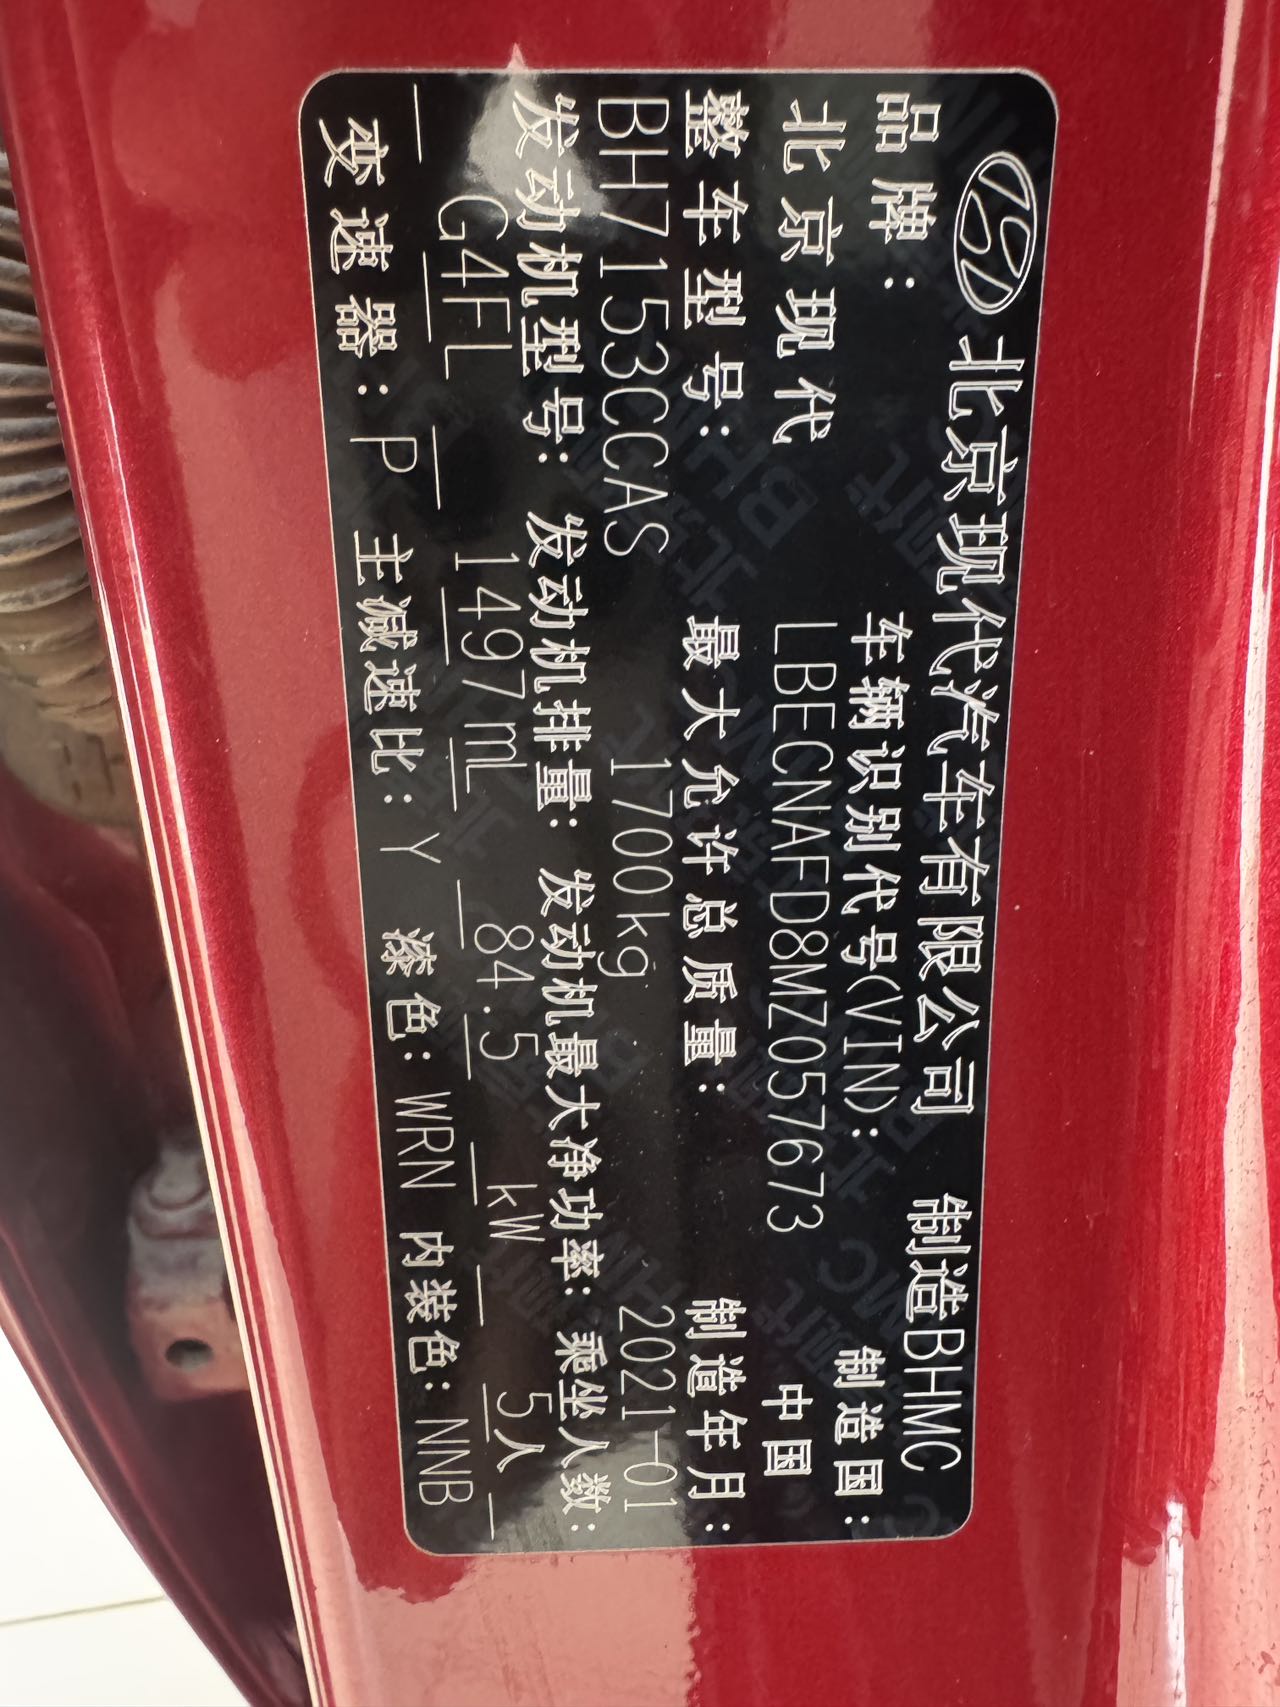 北京现代汽车有限公司 制造BHMC
品牌: 车辆识别代号(VIN): 制造国:
北京现代 LBECNAFD8MZ057673 中国
整车型号: 最大允许总质量: 制造年月:
BH7153CCAS 1700kg 2021-01
发动机型号: 发动机排量: 发动机最大净功率: 乘坐人数:
G4FL 1497mL 84.5 kW 5人
变速器: P 主减速比: Y 漆色: WRN 内装色: NNB